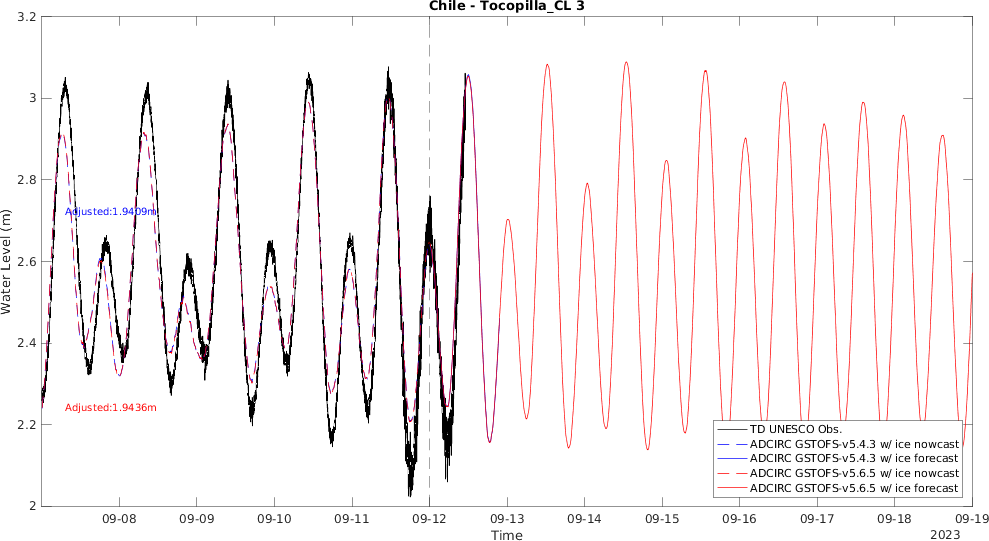 Chile - Tocopilla_CL 3
3.2
3
2.8
2.6
2.4
2.2
2
Water Level (m)
Adjusted:1.9409m
Adjusted:1.9436m
TD UNESCO Obs.
ADCIRC GSTOFS-v5.4.3 w/ ice nowcast
ADCIRC GSTOFS-v5.4.3 w/ ice forecast
ADCIRC GSTOFS-v5.6.5 w/ ice nowcast
ADCIRC GSTOFS-v5.6.5 w/ ice forecast
09-08 09-09 09-10 09-11 09-12 09-13 09-14 09-15 09-16 09-17 09-18 09-19
Time
2023